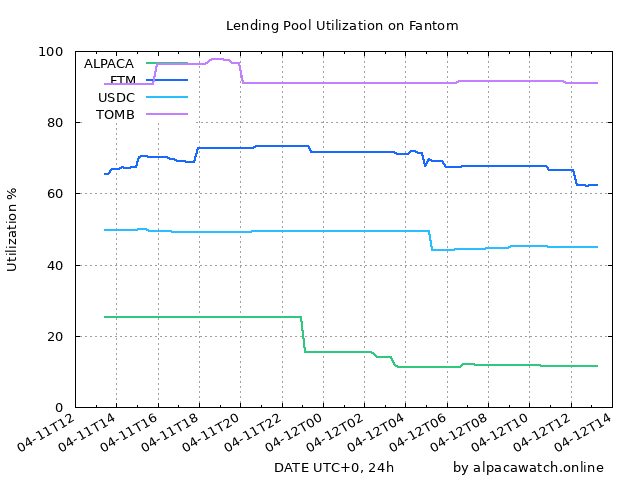 Lending Pool Utilization on Fantom
100
80
60
40
20
0
Utilization %
ALPACA
FTM
USDC
TOMB
04-11T12
04-11T14
04-11T16
04-11T18
04-11T20
04-11T22
04-12T00
04-12T02
04-12T04
04-12T06
04-12T08
04-12T10
04-12T12
04-12T14
DATE UTC+0, 24h
by alpacawatch.online